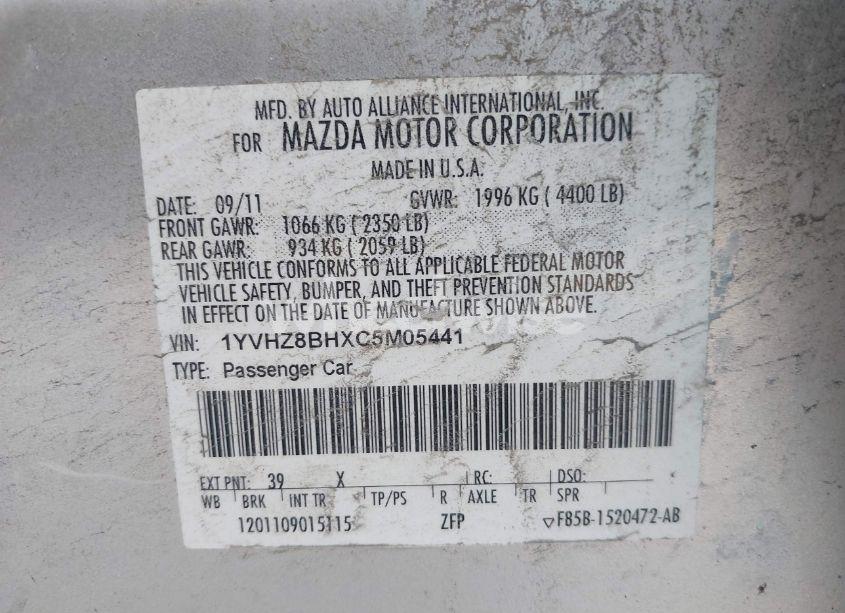 MFD. BY AUTO ALLIANCE INTERNATIONAL, INC.
FOR MAZDA MOTOR CORPORATION
MADE IN U.S.A.
DATE: 09/11 GVWR: 1996 KG ( 4400 LB)
FRONT GAWR: 1066 KG ( 2350 LB)
REAR GAWR: 934 KG ( 2059 LB)
THIS VEHICLE CONFORMS TO ALL APPLICABLE FEDERAL MOTOR
VEHICLE SAFETY, BUMPER, AND THEFT PREVENTION STANDARDS
IN EFFECT ON THE DATE OF MANUFACTURE SHOWN ABOVE.
VIN: 1YVHZ8BHXC5M05441
TYPE: Passenger Car
EXT PNT: 39 X RC: DSO:
WB BRK INT TR TP/PS R AXLE TR SPR
1201109015115 ZFP ▽F85B-1520472-AB